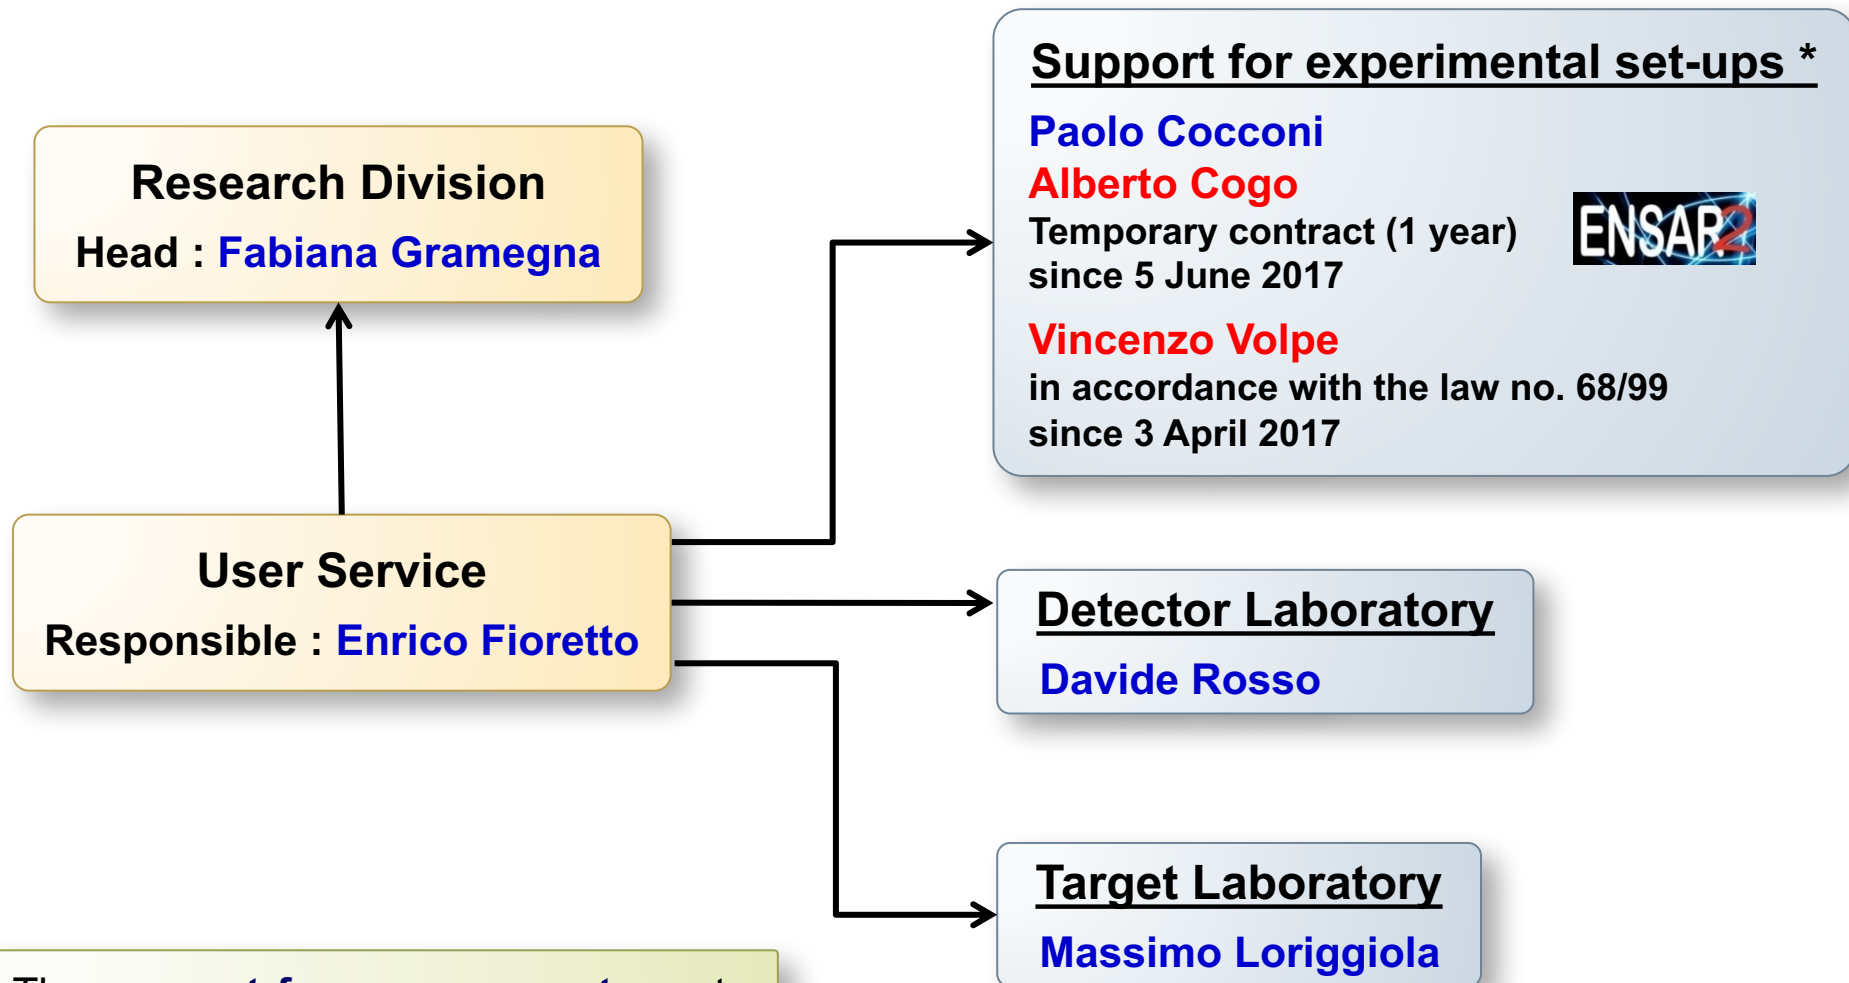 Research Division
Head : Fabiana Gramegna
User Service
Responsible : Enrico Fioretto
Support for experimental set-ups *
Paolo Cocconi
Alberto Cogo
Temporary contract (1 year)
since 5 June 2017
ENSAR2
Vincenzo Volpe
in accordance with the law no. 68/99
since 3 April 2017
Detector Laboratory
Davide Rosso
Target Laboratory
Massimo Loriggiola